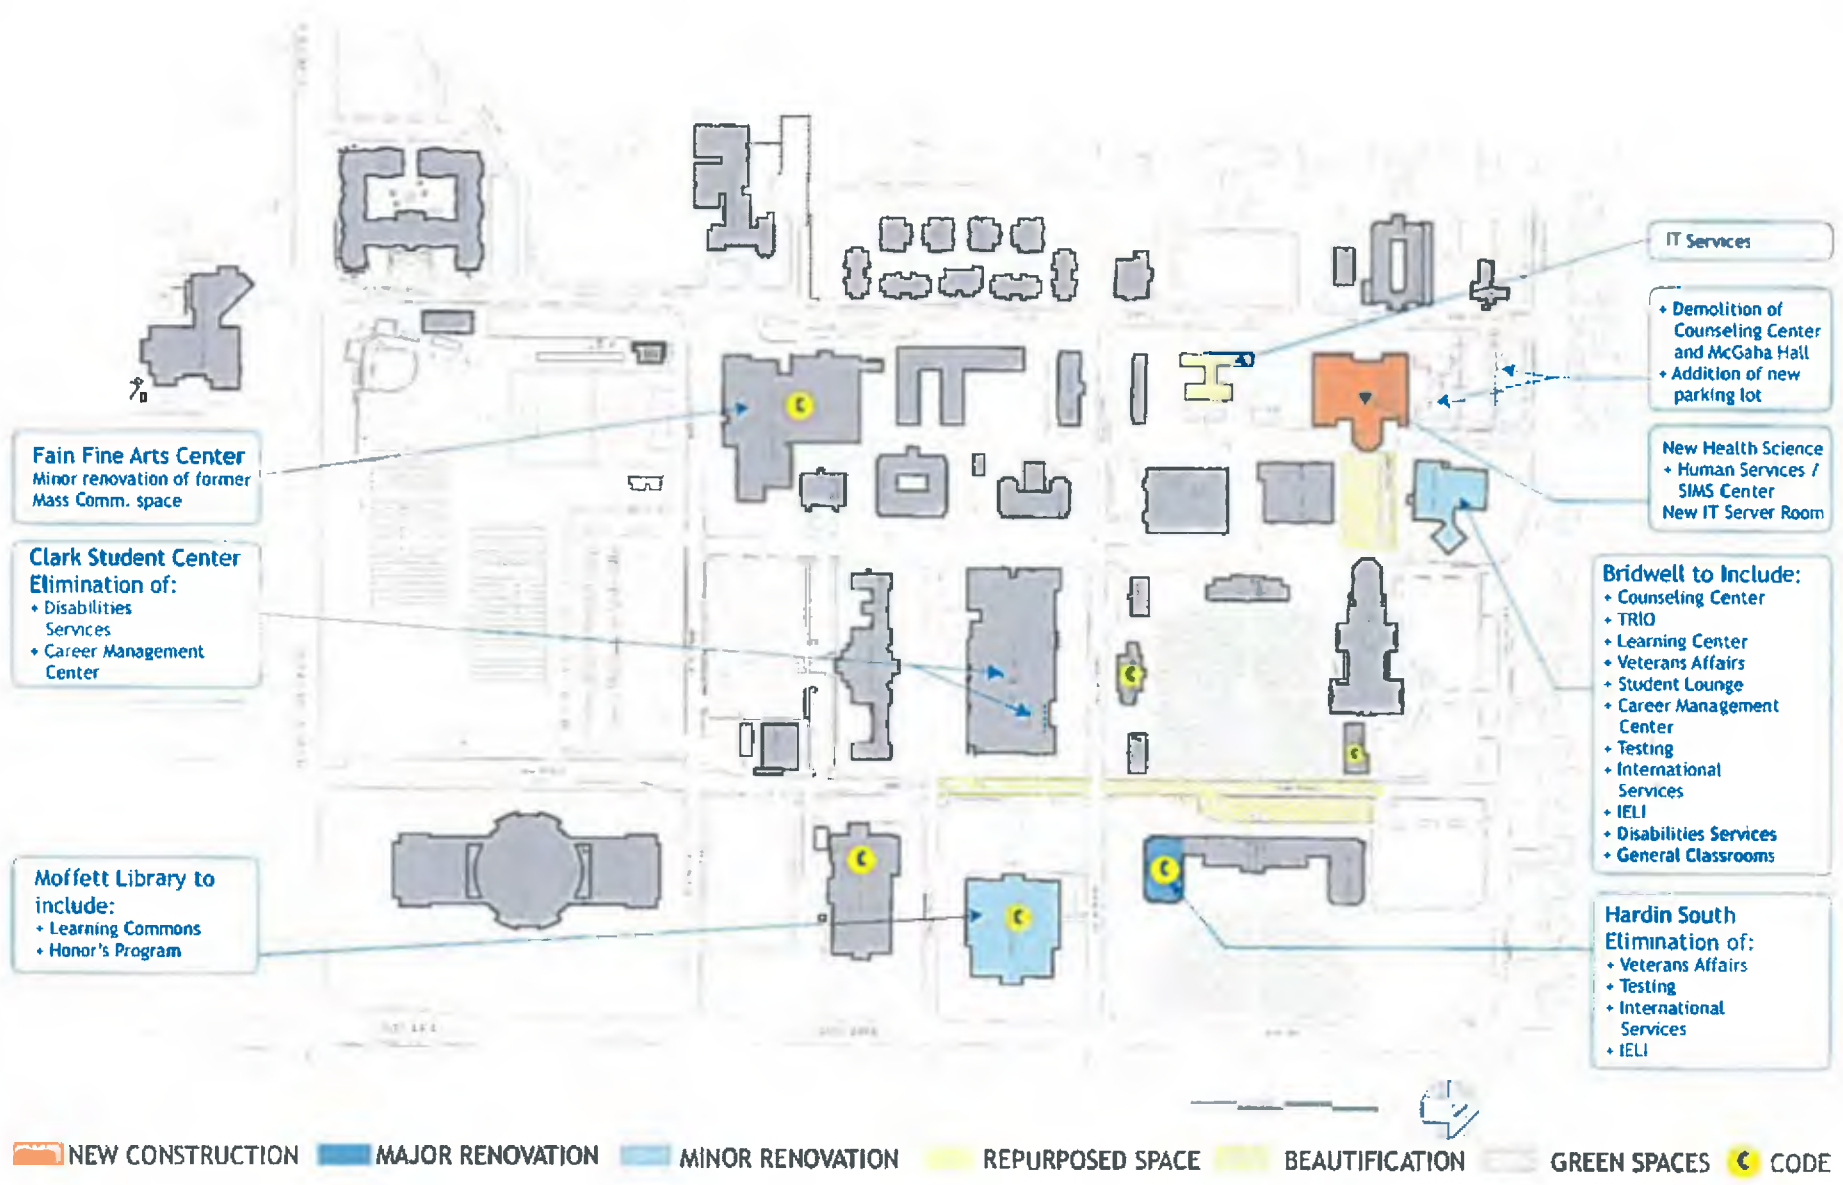 IT Services
+ Demolition of
Counseling Center
and McGaha Hall
+ Addition of new
parking lot
New Health Science
+ Human Services /
SIMS Center
New IT Server Room
Fain Fine Arts Center
Minor renovation of former
Mass Comm. space
Clark Student Center
Elimination of:
+ Disabilities
Services
+ Career Management
Center
Bridwell to Include:
+ Counseling Center
+ TRIO
+ Learning Center
+ Veterans Affairs
+ Student Lounge
+ Career Management
Center
+ Testing
+ International
Services
+ IELI
+ Disabilities Services
+ General Classrooms
Moffett Library to
include:
+ Learning Commons
+ Honor's Program
Hardin South
Elimination of:
+ Veterans Affairs
+ Testing
+ International
Services
+ IELI
C
C
C
C
C
C
NEW CONSTRUCTION MAJOR RENOVATION MINOR RENOVATION REPURPOSED SPACE BEAUTIFICATION GREEN SPACES C CODE